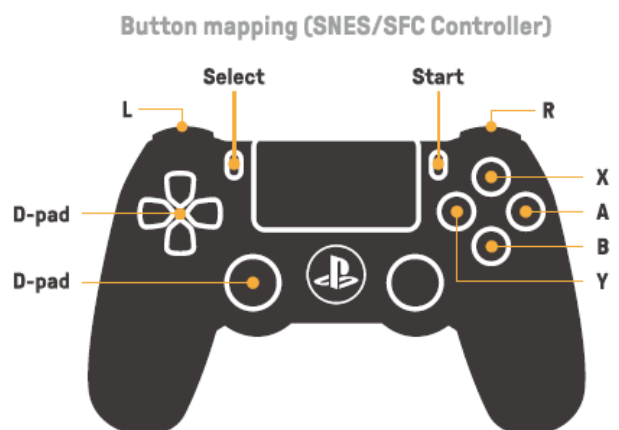 Button mapping (SNES/SFC Controller)
Select
Start
L
R
X
D-pad
A
B
D-pad
Y